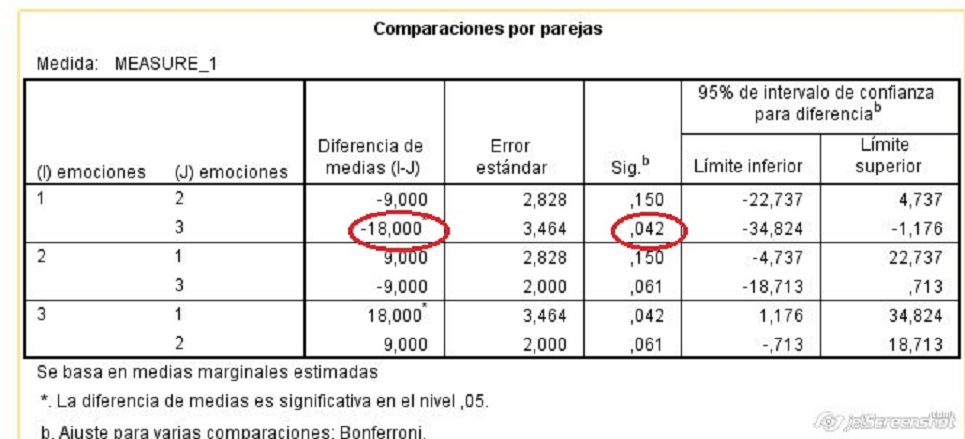 Comparaciones por parejas
Medida: MEASURE_1
95% de intervalo de confianza
para diferencia^b
(I) emociones (J) emociones Diferencia de medias (I-J) Error estándar Sig.^b Límite inferior Límite superior
1 2 -9,000 2,828 ,150 -22,737 4,737
3 -18,000* 3,464 ,042 -34,824 -1,176
2 1 9,000 2,828 ,150 -4,737 22,737
3 -9,000 2,000 ,061 -18,713 ,713
3 1 18,000* 3,464 ,042 1,176 34,824
2 9,000 2,000 ,061 -,713 18,713
Se basa en medias marginales estimadas
*. La diferencia de medias es significativa en el nivel ,05.
b. Ajuste para varias comparaciones: Bonferroni.